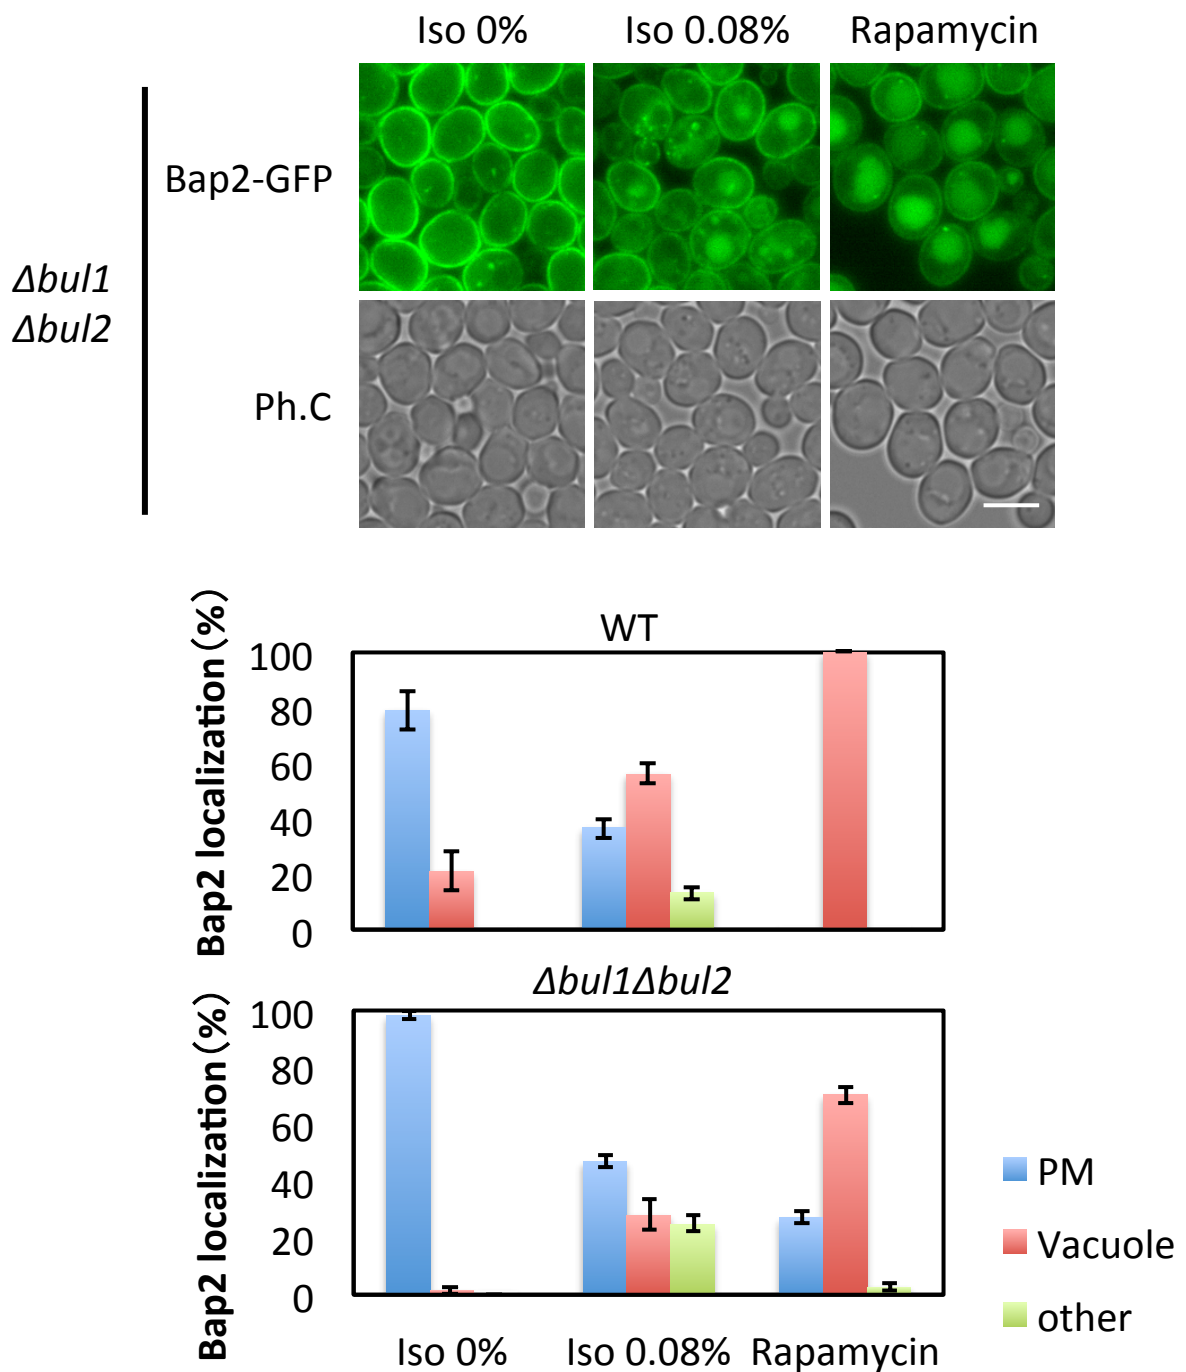 Iso 0% Iso 0.08% Rapamycin
Bap2-GFP
Δbul1
Δbul2
Ph.C
WT
Bap2 localization (%)
100
80
60
40
20
0
Δbul1Δbul2
Bap2 localization (%)
100
80
60
40
20
0
Iso 0% Iso 0.08% Rapamycin
PM
Vacuole
other